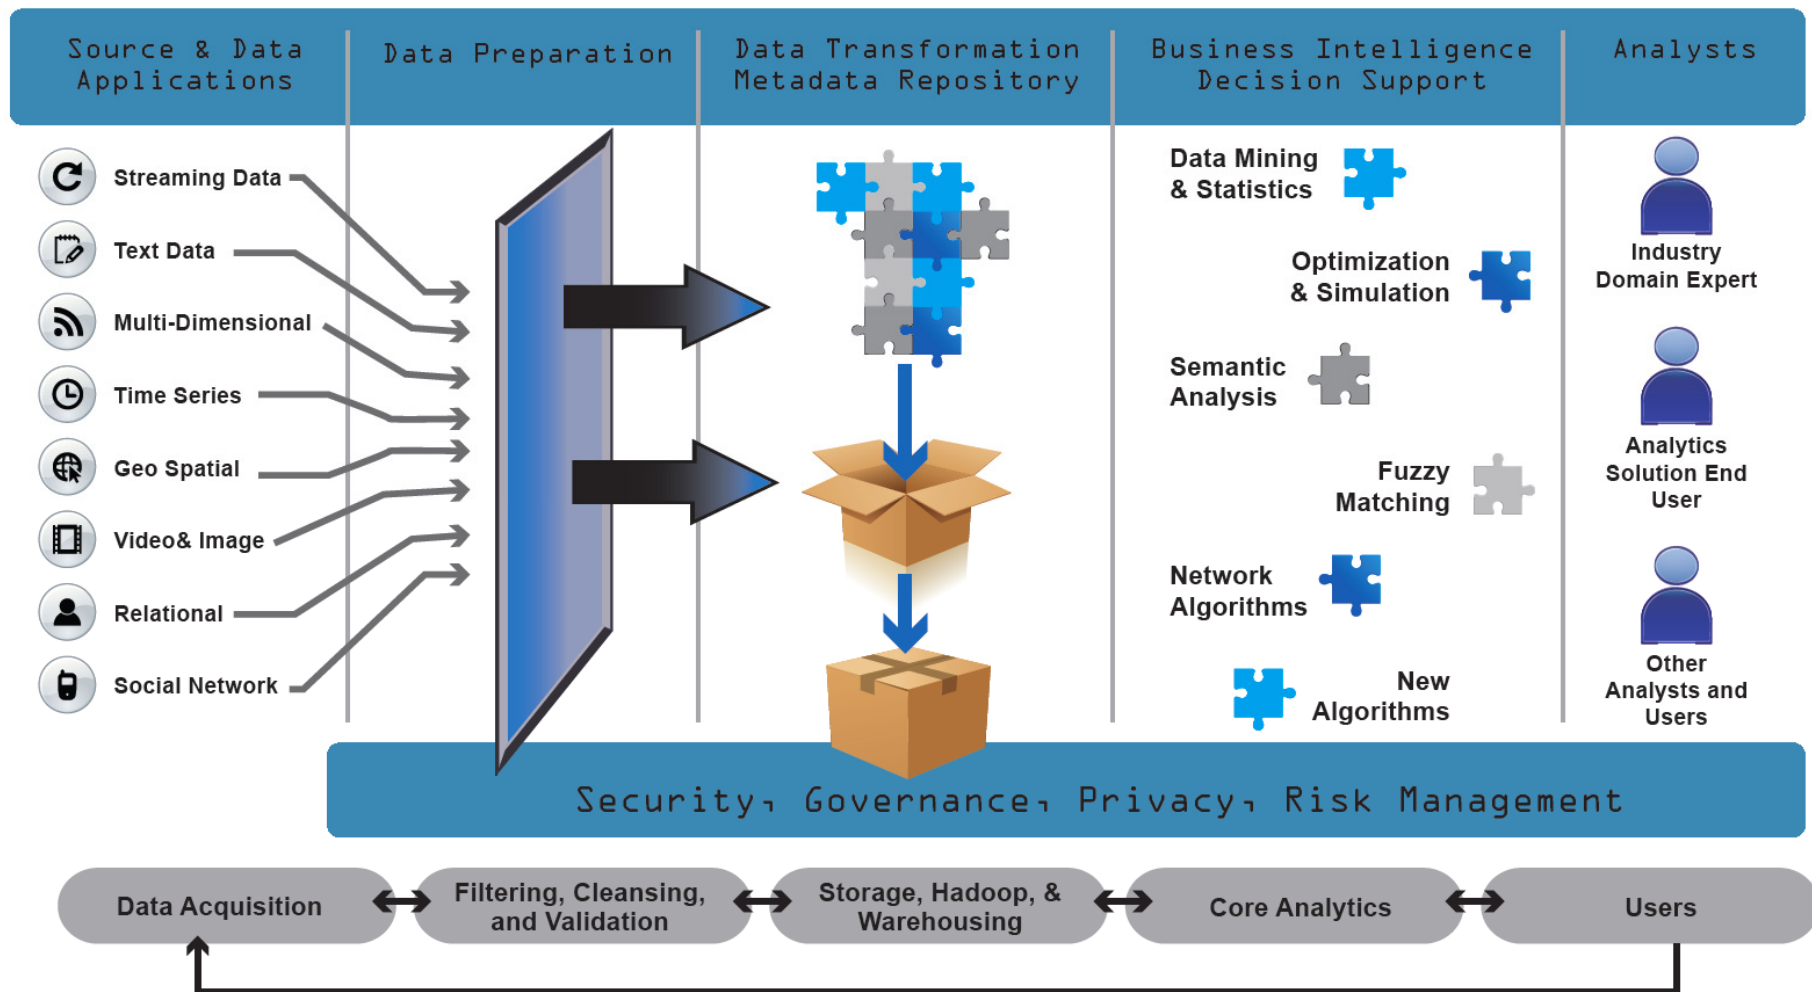 Source & Data
Applications
Data Preparation
Data Transformation
Metadata Repository
Business Intelligence
Decision Support
Analysts
Streaming Data
Text Data
Multi-Dimensional
Time Series
Geo Spatial
Video& Image
Relational
Social Network
Data Mining
& Statistics
Optimization
& Simulation
Semantic
Analysis
Fuzzy
Matching
Network
Algorithms
New
Algorithms
Industry
Domain Expert
Analytics
Solution End
User
Other
Analysts and
Users
Security, Governance, Privacy, Risk Management
Data Acquisition
Filtering, Cleansing,
and Validation
Storage, Hadoop, &
Warehousing
Core Analytics
Users